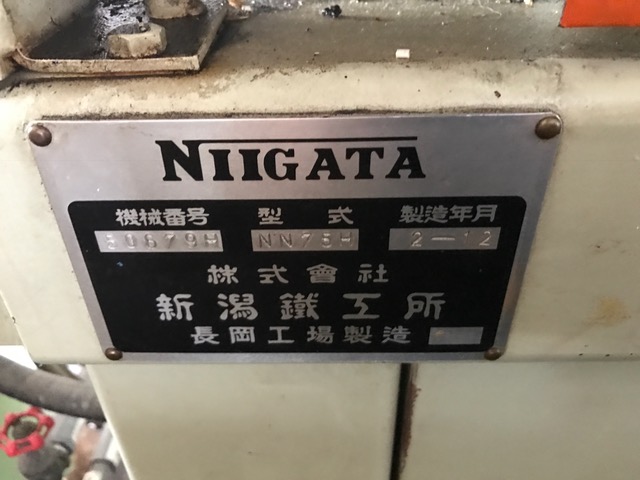 NIIGATA
機械番号 型式 製造年月
50679H NN75H 2-12
株式會社
新潟鐵工所
長岡工場製造